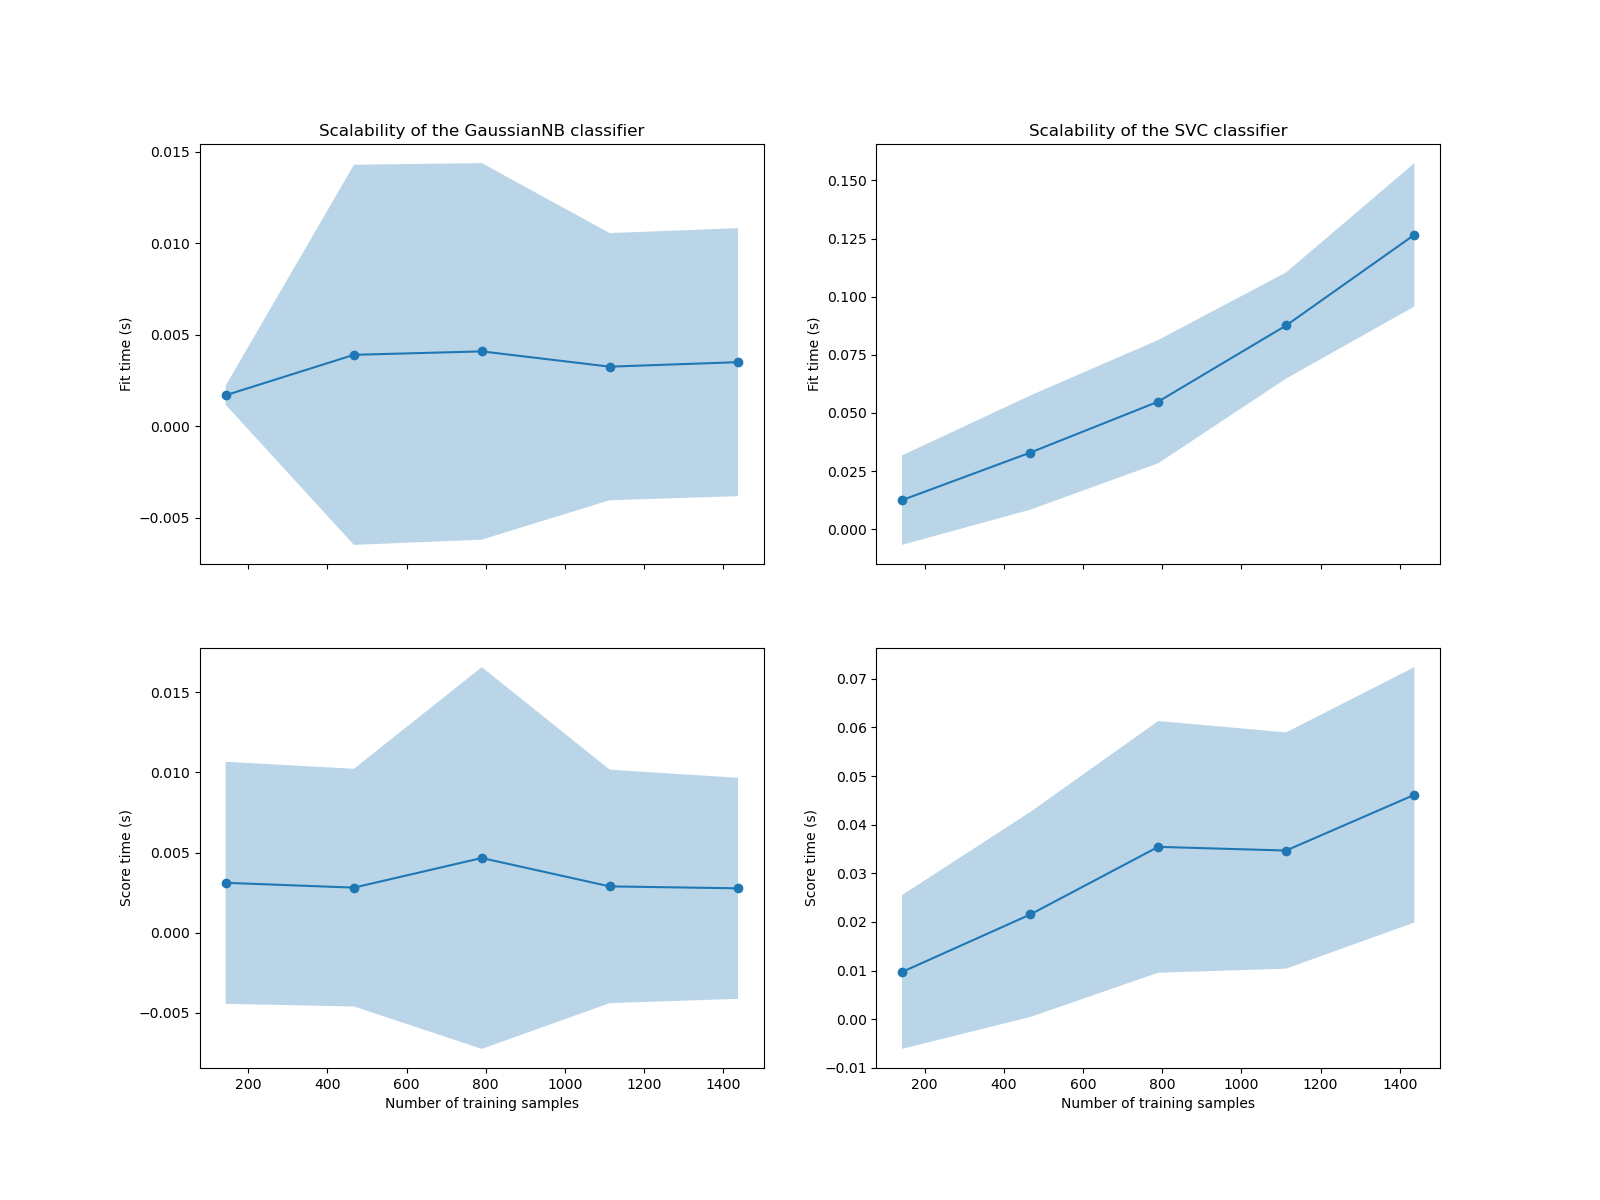 Scalability of the GaussianNB classifier
0.015
0.010
0.005
0.000
−0.005
Fit time (s)
Scalability of the SVC classifier
0.150
0.125
0.100
0.075
0.050
0.025
0.000
Fit time (s)
0.015
0.010
0.005
0.000
−0.005
Score time (s)
200 400 600 800 1000 1200 1400
Number of training samples
0.07
0.06
0.05
0.04
0.03
0.02
0.01
0.00
−0.01
Score time (s)
200 400 600 800 1000 1200 1400
Number of training samples